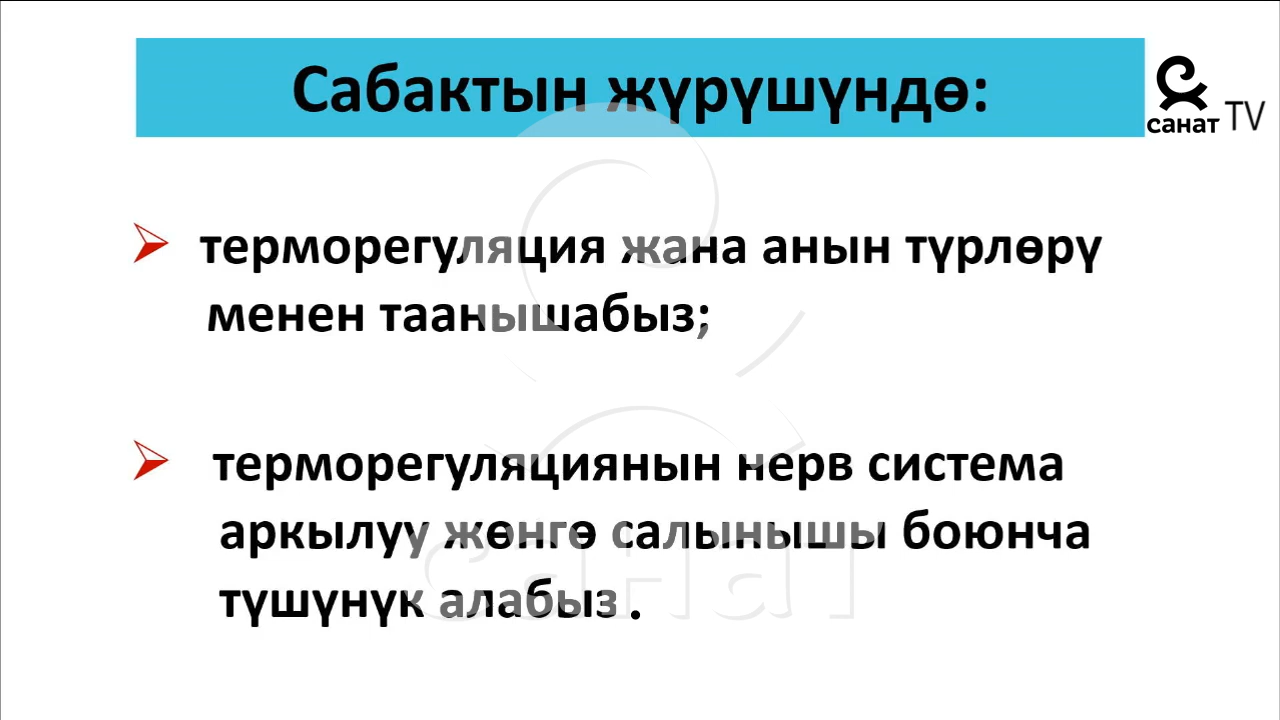 Сабактын жүрүшүндө:
санат TV
терморегуляция жана анын түрлөрү
менен таанышабыз;
терморегуляциянын нерв система
аркылуу жөнгө салынышы боюнча
түшүнүк алабыз .
санат